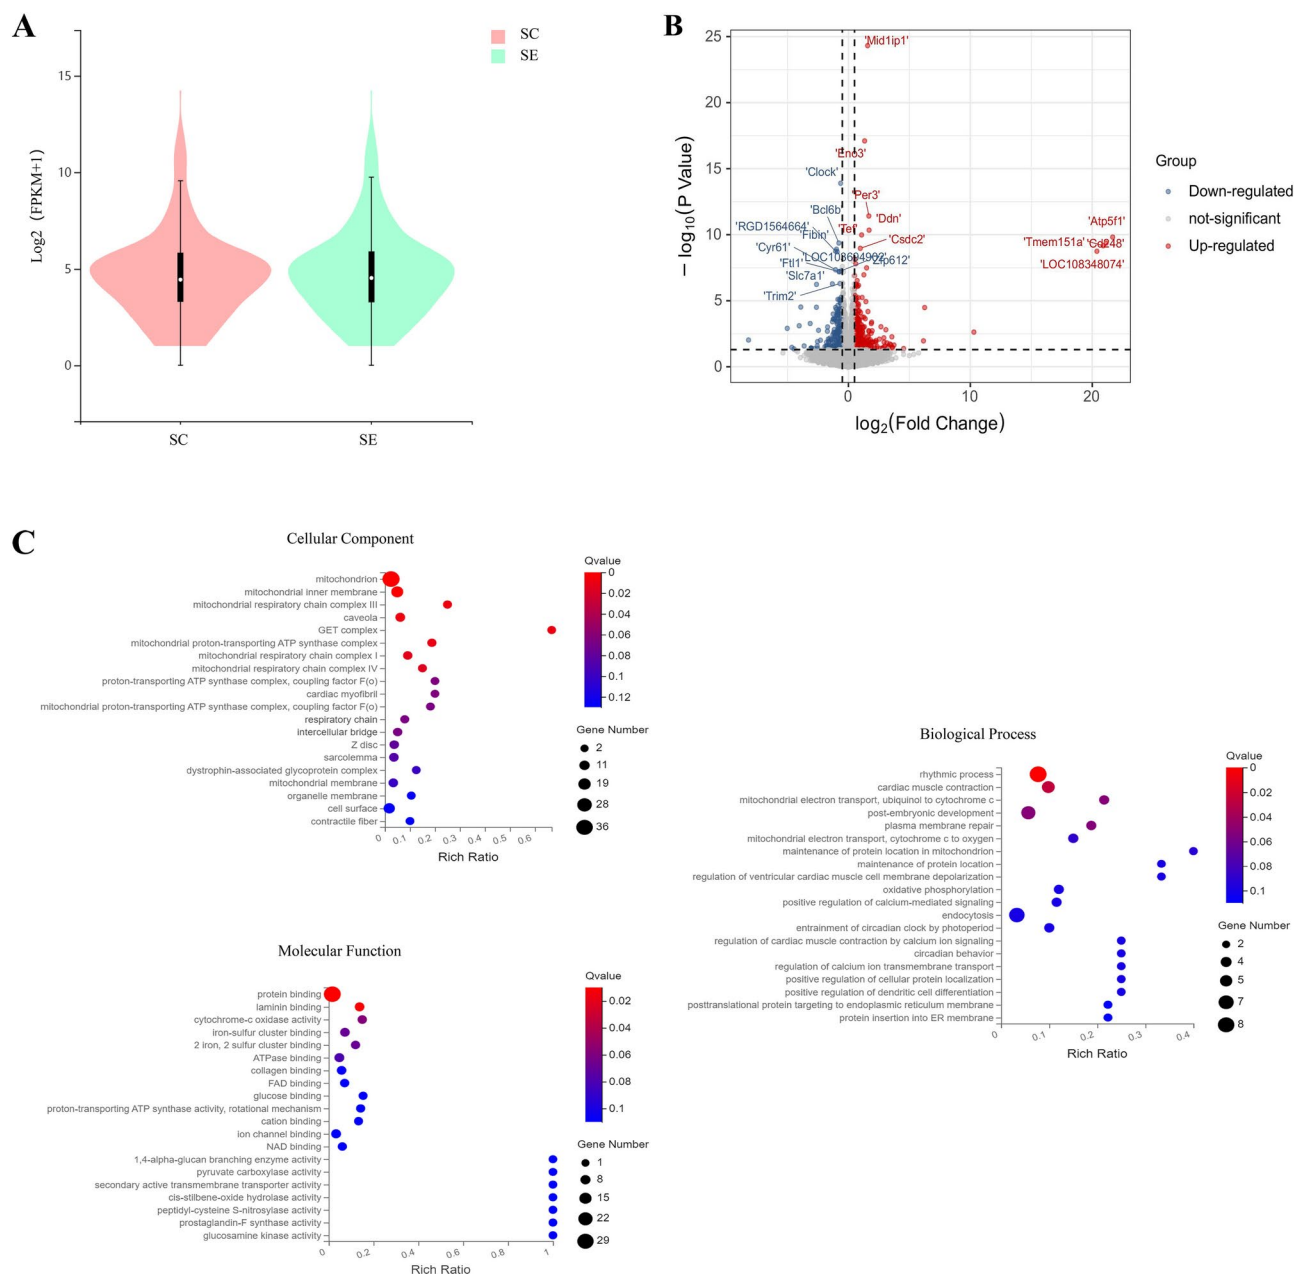 A
SC
SE
15
10
5
0
Log2 (FPKM+1)
SC
SE
B
25
20
15
10
5
0
− log10(P Value)
'Mid1ip1'
'Eno3'
'Clock'
'Per3'
'Bcl6b'
'Ddn'
'RGD1564664'
'Fibin'
'Tef'
'Csdc2'
'Cyr61'
'LOC103694902'
'Zfp612'
'Ftl1'
'Slc7a1'
'Trim2'
'Atp5f1'
'Tmem151a'
'Cd248'
'LOC108348074'
0
10
20
log2(Fold Change)
Group
Down-regulated
not-significant
Up-regulated
C
Cellular Component
mitochondrion
mitochondrial inner membrane
mitochondrial respiratory chain complex III
caveola
GET complex
mitochondrial proton-transporting ATP synthase complex
mitochondrial respiratory chain complex I
mitochondrial respiratory chain complex IV
proton-transporting ATP synthase complex, coupling factor F(o)
cardiac myofibril
mitochondrial proton-transporting ATP synthase complex, coupling factor F(o)
respiratory chain
intercellular bridge
Z disc
sarcolemma
dystrophin-associated glycoprotein complex
mitochondrial membrane
organelle membrane
cell surface
contractile fiber
0 0.1 0.2 0.3 0.4 0.5 0.6
Rich Ratio
Qvalue
0
0.02
0.04
0.06
0.08
0.1
0.12
Gene Number
2
11
19
28
36
Biological Process
rhythmic process
cardiac muscle contraction
mitochondrial electron transport, ubiquinol to cytochrome c
post-embryonic development
plasma membrane repair
mitochondrial electron transport, cytochrome c to oxygen
maintenance of protein location in mitochondrion
maintenance of protein location
regulation of ventricular cardiac muscle cell membrane depolarization
oxidative phosphorylation
positive regulation of calcium-mediated signaling
endocytosis
entrainment of circadian clock by photoperiod
regulation of cardiac muscle contraction by calcium ion signaling
circadian behavior
regulation of calcium ion transmembrane transport
positive regulation of cellular protein localization
positive regulation of dendritic cell differentiation
posttranslational protein targeting to endoplasmic reticulum membrane
protein insertion into ER membrane
0 0.1 0.2 0.3 0.4
Rich Ratio
Qvalue
0
0.02
0.04
0.06
0.08
0.1
Gene Number
2
4
5
7
8
Molecular Function
protein binding
laminin binding
cytochrome-c oxidase activity
iron-sulfur cluster binding
2 iron, 2 sulfur cluster binding
ATPase binding
collagen binding
FAD binding
glucose binding
proton-transporting ATP synthase activity, rotational mechanism
cation binding
ion channel binding
NAD binding
1,4-alpha-glucan branching enzyme activity
pyruvate carboxylase activity
secondary active transmembrane transporter activity
cis-stilbene-oxide hydrolase activity
peptidyl-cysteine S-nitrosylase activity
prostaglandin-F synthase activity
glucosamine kinase activity
0 0.2 0.4 0.6 0.8 1
Rich Ratio
Qvalue
0.02
0.04
0.06
0.08
0.1
Gene Number
1
8
15
22
29